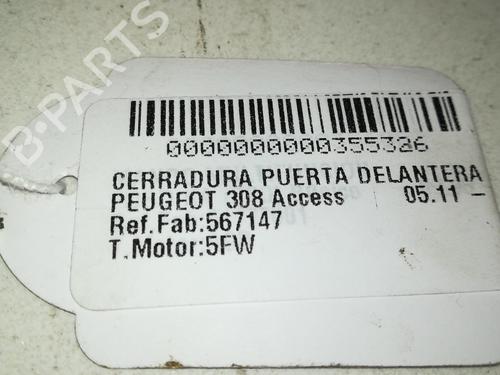 B-PARTS
0000000000355326
CERRADURA PUERTA DELANTERA
PEUGEOT 308 Access 05.11 –
Ref.Fab:567147
T.Motor:5FW